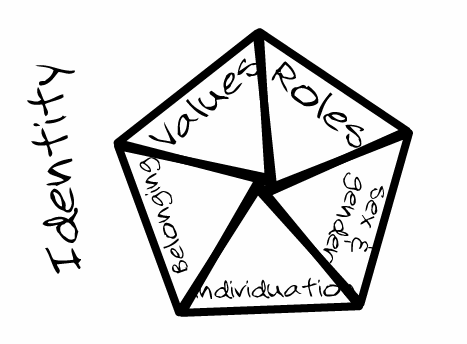 Identity
Values
Roles
Belonging
Sex &
gender
Individuation